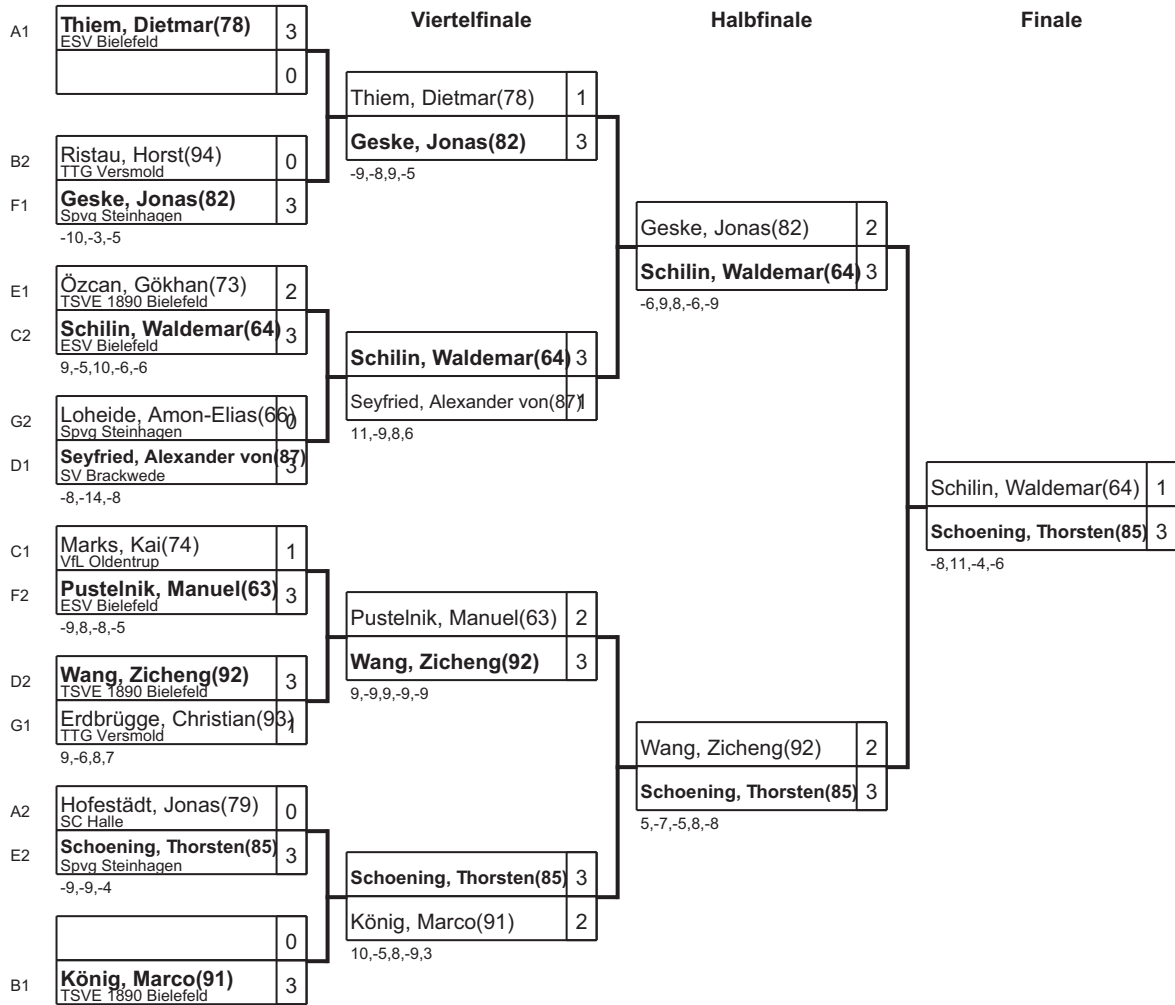 Viertelfinale Halbfinale Finale
A1 Thiem, Dietmar(78) 3
ESV Bielefeld
0
B2 Ristau, Horst(94) 0
TTG Versmold
F1 Geske, Jonas(82) 3
Spvg Steinhagen
-10,-3,-5
E1 Özcan, Gökhan(73) 2
TSVE 1890 Bielefeld
C2 Schilin, Waldemar(64) 3
ESV Bielefeld
9,-5,10,-6,-6
G2 Loheide, Amon-Elias(66) 0
Spvg Steinhagen
D1 Seyfried, Alexander von(87) 3
SV Brackwede
-8,-14,-8
C1 Marks, Kai(74) 1
VfL Oldentrup
F2 Pustelnik, Manuel(63) 3
ESV Bielefeld
-9,8,-8,-5
D2 Wang, Zicheng(92) 3
TSVE 1890 Bielefeld
G1 Erdbrügge, Christian(93) 1
TTG Versmold
9,-6,8,7
A2 Hofestädt, Jonas(79) 0
SC Halle
E2 Schoening, Thorsten(85) 3
Spvg Steinhagen
-9,-9,-4
0
B1 König, Marco(91) 3
TSVE 1890 Bielefeld
Thiem, Dietmar(78) 1
Geske, Jonas(82) 3
-9,-8,9,-5
Schilin, Waldemar(64) 3
Seyfried, Alexander von(87) 1
11,-9,8,6
Pustelnik, Manuel(63) 2
Wang, Zicheng(92) 3
9,-9,9,-9,-9
Schoening, Thorsten(85) 3
König, Marco(91) 2
10,-5,8,-9,3
Geske, Jonas(82) 2
Schilin, Waldemar(64) 3
-6,9,8,-6,-9
Wang, Zicheng(92) 2
Schoening, Thorsten(85) 3
5,-7,-5,8,-8
Schilin, Waldemar(64) 1
Schoening, Thorsten(85) 3
-8,11,-4,-6